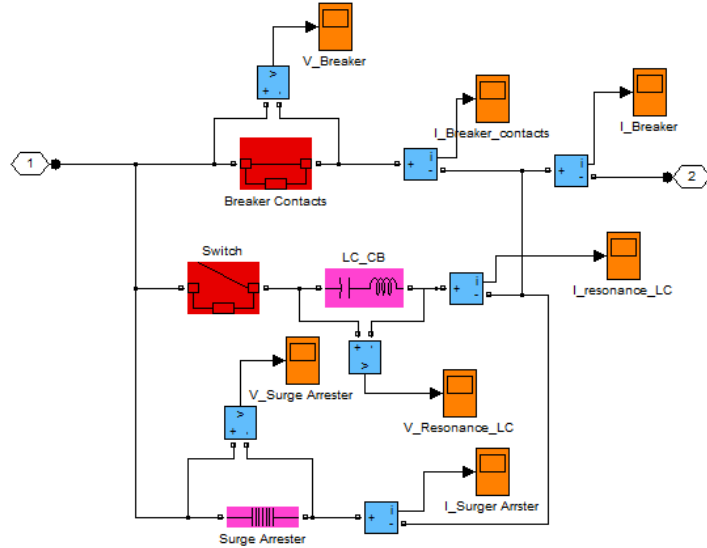 V_Breaker
I_Breaker_contacts
I_Breaker
1
2
Breaker Contacts
Switch
LC_CB
I_resonance_LC
V_Surge Arrester
V_Resonance_LC
I_Surger Arrster
Surge Arrester